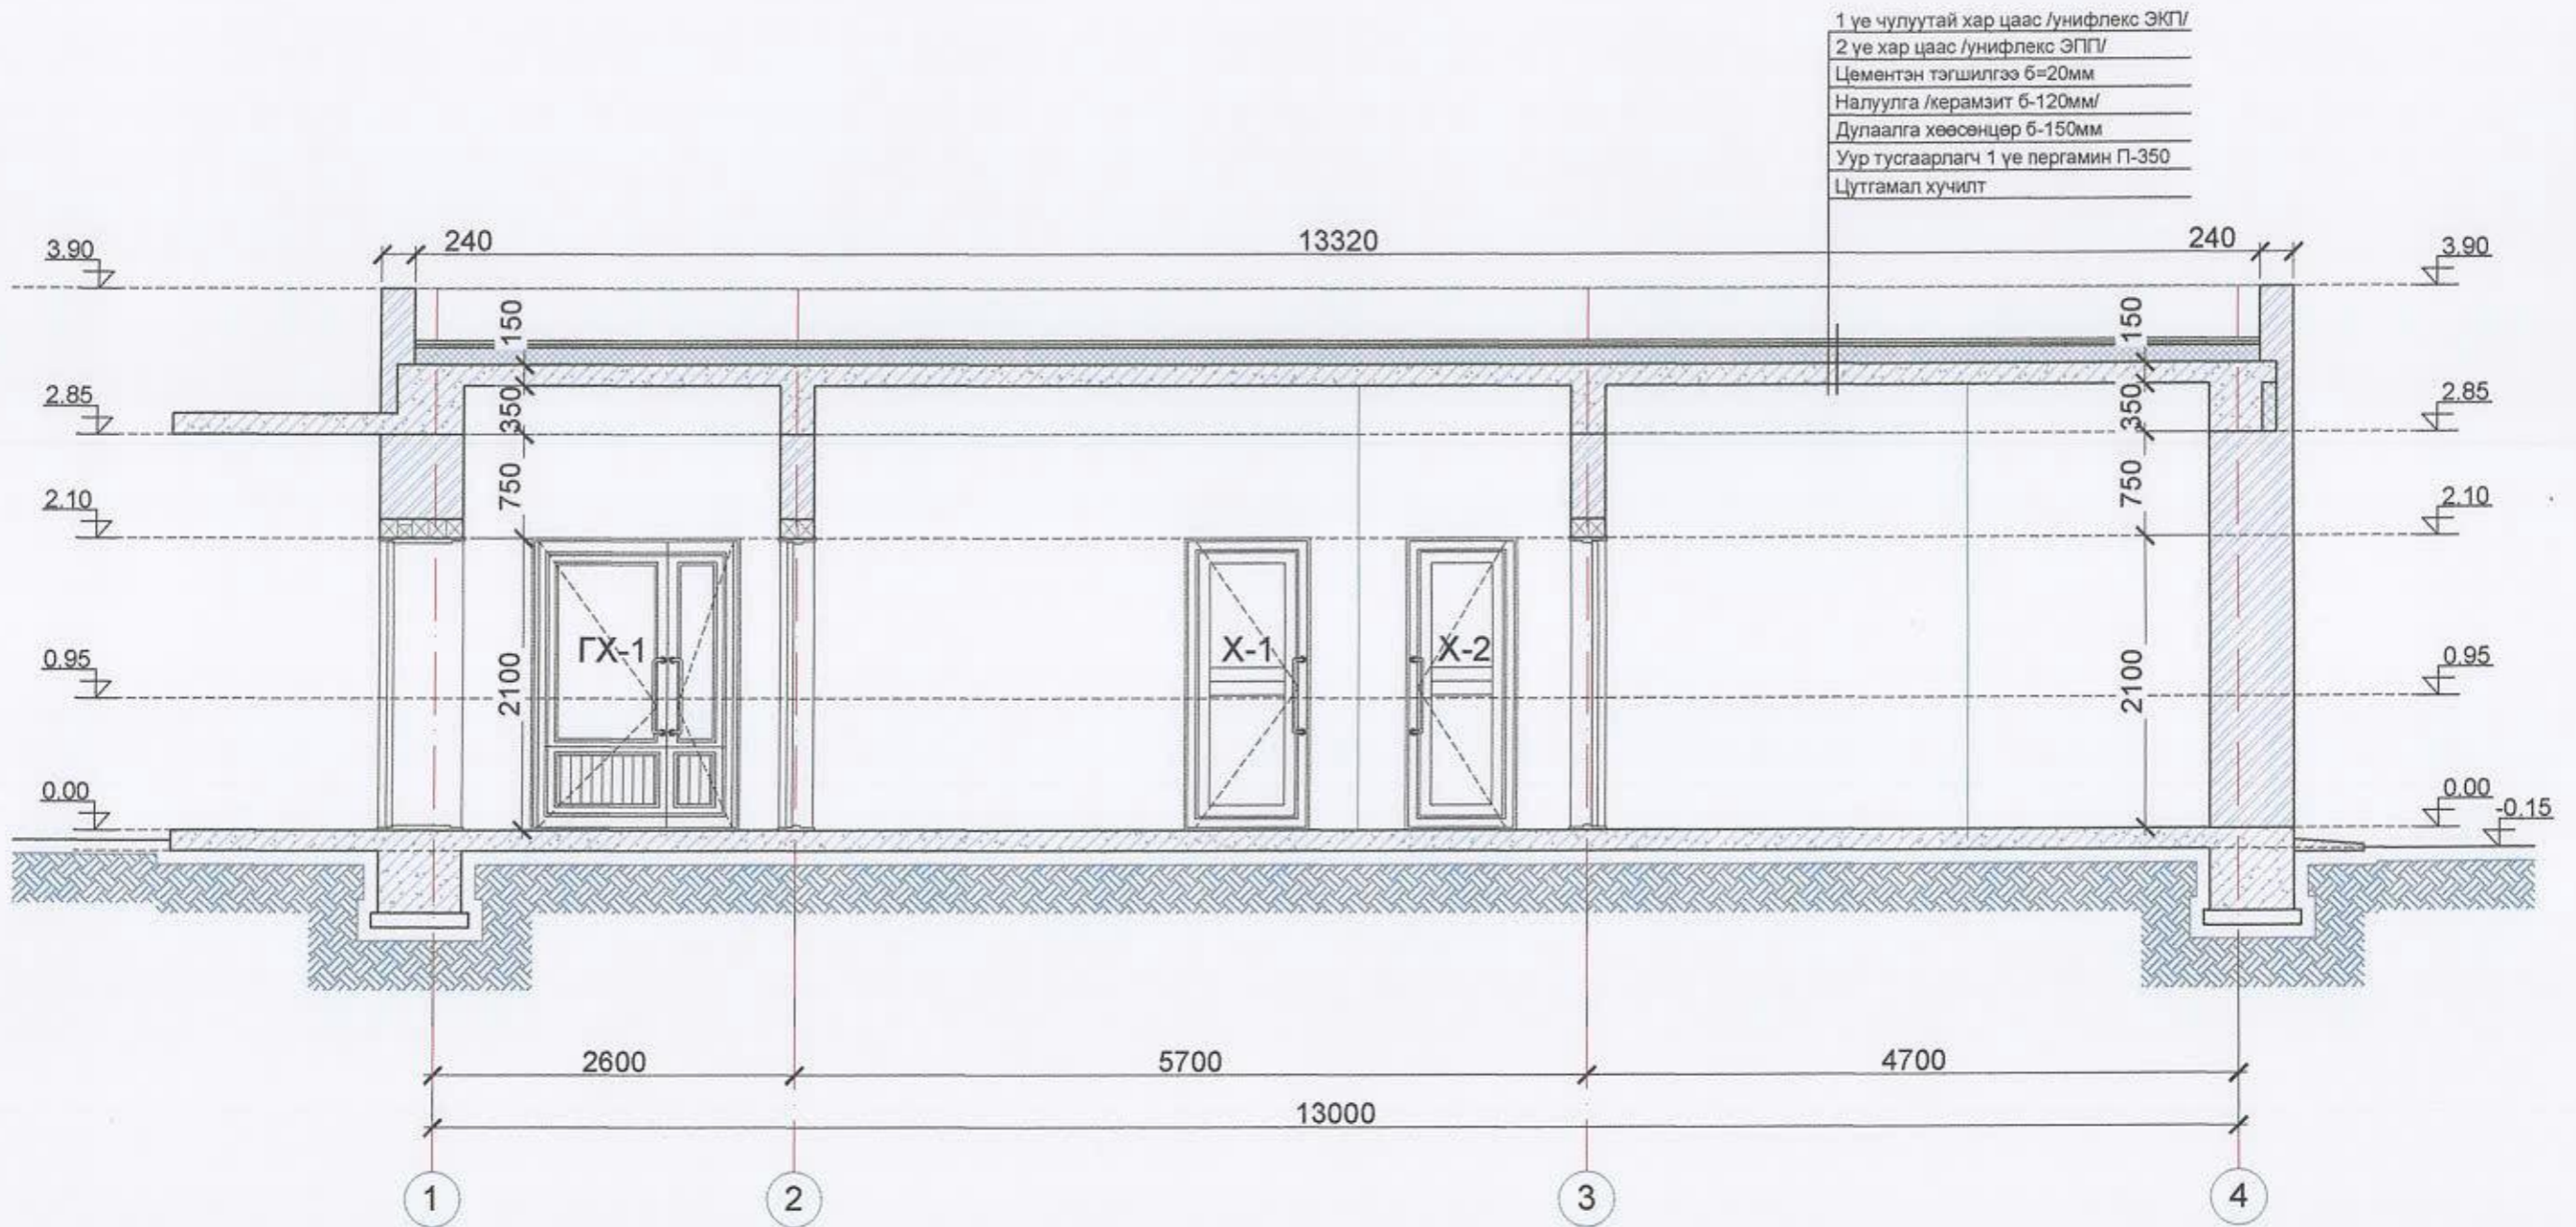 1 үе чулуутай хар цаас /унифлекс ЭКП/
2 үе хар цаас /унифлекс ЭПП/
Цементэн тэгшилгээ б=20мм
Налуулга /керамзит б-120мм/
Дулаалга хөөсөнцөр б-150мм
Уур тусгаарлагч 1 үе пергамин П-350
Цутгамал хучилт
240 13320 240
3.90 3.90
150 150
2.85 350 350 2.85
750 750
2.10 2.10
ГХ-1 Х-1 Х-2
0.95 2100 2100 0.95
0.00 0.00
-0.15
2600 5700 4700
13000
1 2 3 4